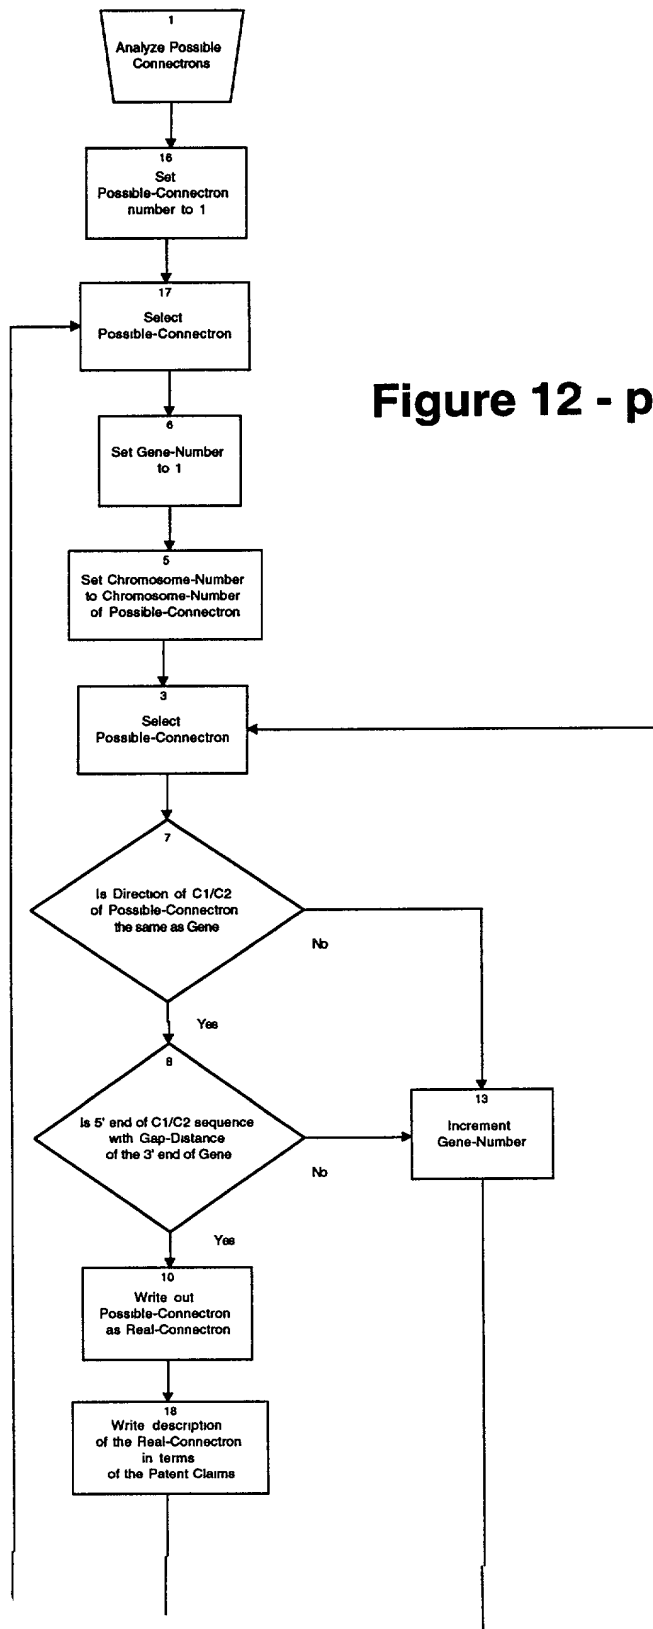 1
Analyze Possible
Connectrons
16
Set
Possible-Connectron
number to 1
17
Select
Possible-Connectron
Figure 12 - p
6
Set Gene-Number
to 1
5
Set Chromosome-Number
to Chromosome-Number
of Possible-Connectron
3
Select
Possible-Connectron
7
Is Direction of C1/C2
of Possible-Connectron
the same as Gene
No
Yes
8
Is 5' end of C1/C2 sequence
with Gap-Distance
of the 3' end of Gene
No
13
Increment
Gene-Number
Yes
10
Write out
Possible-Connectron
as Real-Connectron
18
Write description
of the Real-Connectron
in terms
of the Patent Claims